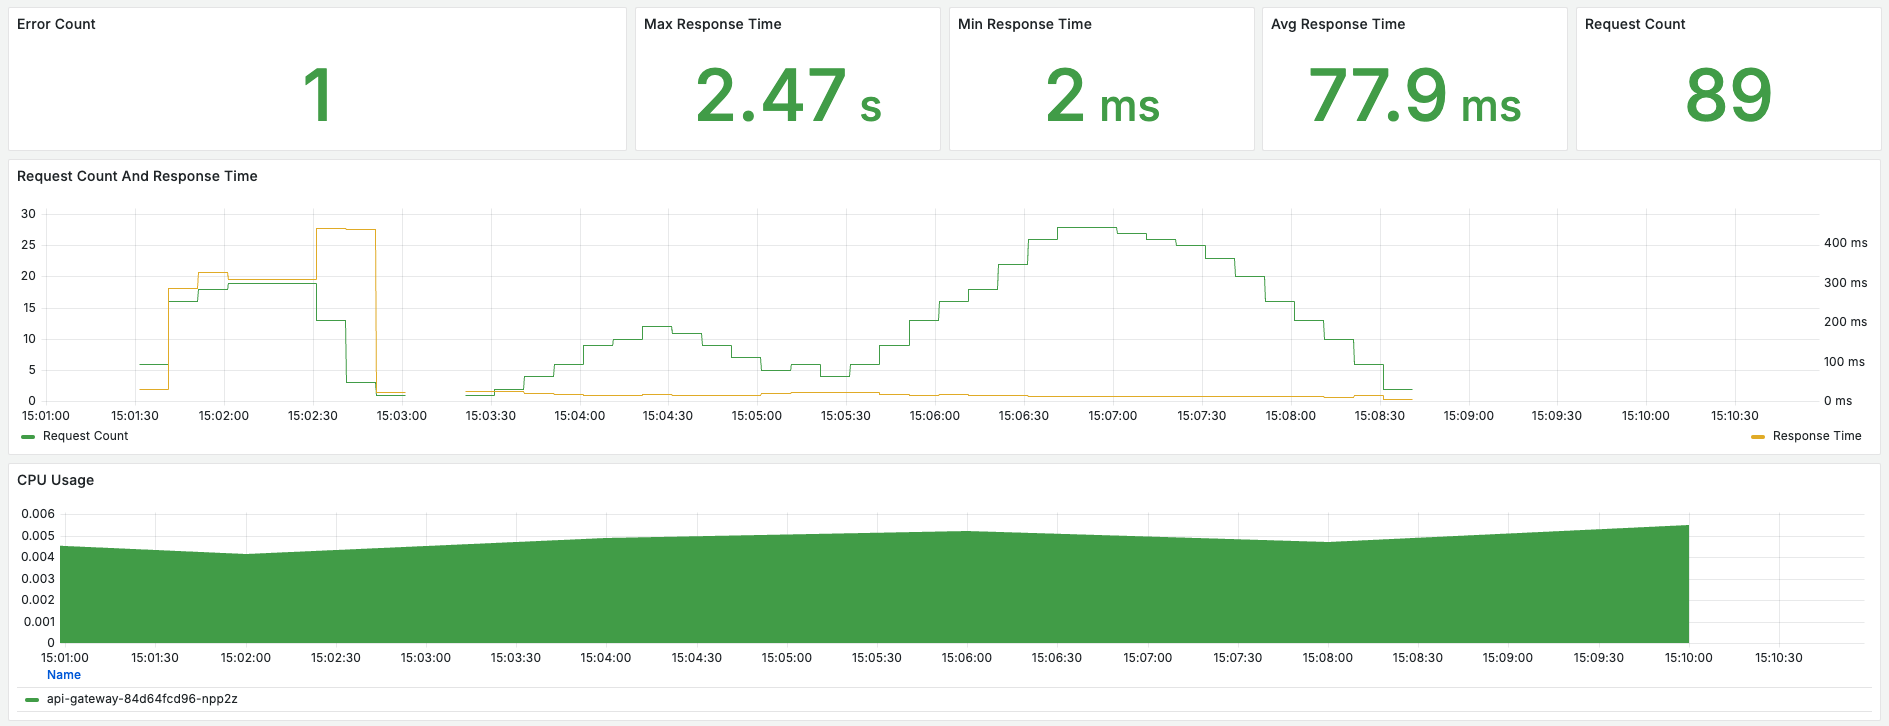 Error Count
1
Max Response Time
2.47 s
Min Response Time
2 ms
Avg Response Time
77.9 ms
Request Count
89
Request Count And Response Time
30
25
20
15
10
5
0
400 ms
300 ms
200 ms
100 ms
0 ms
15:01:00 15:01:30 15:02:00 15:02:30 15:03:00 15:03:30 15:04:00 15:04:30 15:05:00 15:05:30 15:06:00 15:06:30 15:07:00 15:07:30 15:08:00 15:08:30 15:09:00 15:09:30 15:10:00 15:10:30
Request Count
Response Time
CPU Usage
0.006
0.005
0.004
0.003
0.002
0.001
0
15:01:00 15:01:30 15:02:00 15:02:30 15:03:00 15:03:30 15:04:00 15:04:30 15:05:00 15:05:30 15:06:00 15:06:30 15:07:00 15:07:30 15:08:00 15:08:30 15:09:00 15:09:30 15:10:00 15:10:30
Name
api-gateway-84d64fcd96-npp2z